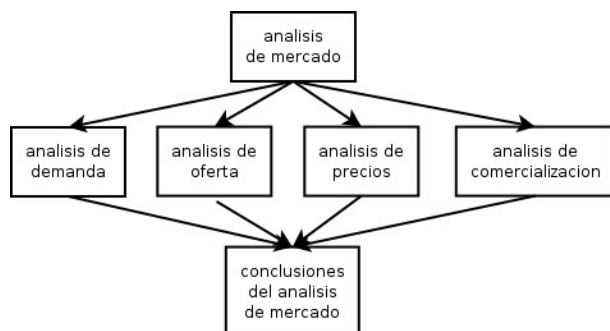 analisis
de mercado
analisis de
demanda
analisis de
oferta
analisis de
precios
analisis de
comercializacion
conclusiones
del analisis
de mercado